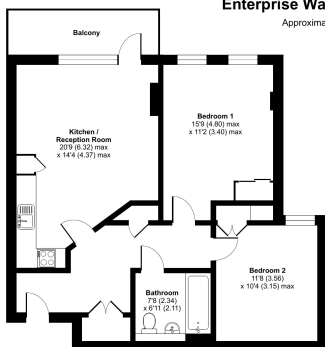 Enterprise Wa
Approxima
Balcony
Kitchen /
Reception Room
20'9 (6.32) max
x 14'4 (4.37) max
Bedroom 1
15'9 (4.80) max
x 11'2 (3.40) max
Bedroom 2
11'8 (3.56)
x 10'4 (3.15) max
Bathroom
7'8 (2.34)
x 6'11 (2.11)